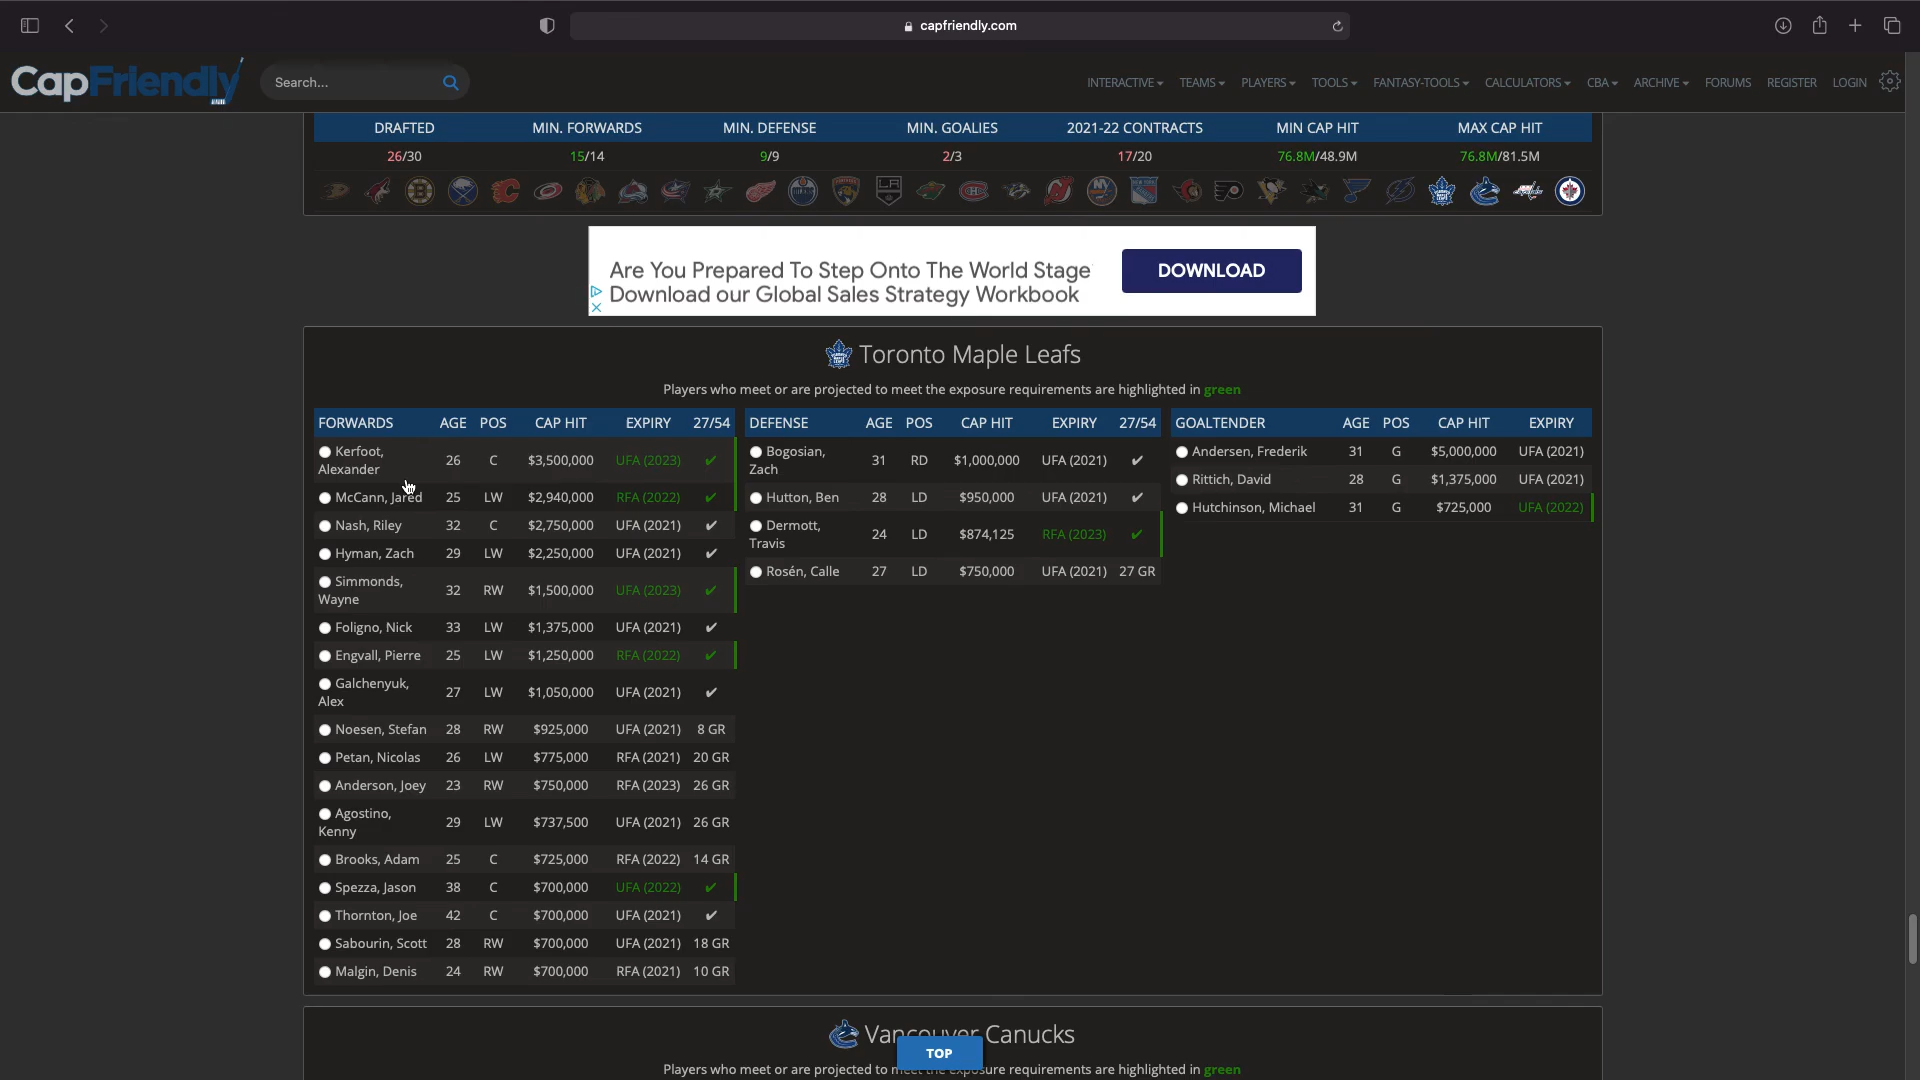 capfriendly.com
CapFriendly
.com
Search...
INTERACTIVE TEAMS PLAYERS TOOLS FANTASY-TOOLS CALCULATORS CBA ARCHIVE FORUMS REGISTER LOGIN
DRAFTED MIN. FORWARDS MIN. DEFENSE MIN. GOALIES 2021-22 CONTRACTS MIN CAP HIT MAX CAP HIT
26/30 15/14 9/9 2/3 17/20 76.8M/48.9M 76.8M/81.5M
Are You Prepared To Step Onto The World Stage
Download our Global Sales Strategy Workbook
DOWNLOAD
Toronto Maple Leafs
Players who meet or are projected to meet the exposure requirements are highlighted in green
FORWARDS AGE POS CAP HIT EXPIRY 27/54
Kerfoot, Alexander 26 C $3,500,000 UFA (2023) ✔
McCann, Jared 25 LW $2,940,000 RFA (2022) ✔
Nash, Riley 32 C $2,750,000 UFA (2021) ✔
Hyman, Zach 29 LW $2,250,000 UFA (2021) ✔
Simmonds, Wayne 32 RW $1,500,000 UFA (2023) ✔
Foligno, Nick 33 LW $1,375,000 UFA (2021) ✔
Engvall, Pierre 25 LW $1,250,000 RFA (2022) ✔
Galchenyuk, Alex 27 LW $1,050,000 UFA (2021) ✔
Noesen, Stefan 28 RW $925,000 UFA (2021) 8 GR
Petan, Nicolas 26 LW $775,000 RFA (2021) 20 GR
Anderson, Joey 23 RW $750,000 RFA (2023) 26 GR
Agostino, Kenny 29 LW $737,500 UFA (2021) 26 GR
Brooks, Adam 25 C $725,000 RFA (2022) 14 GR
Spezza, Jason 38 C $700,000 UFA (2022) ✔
Thornton, Joe 42 C $700,000 UFA (2021) ✔
Sabourin, Scott 28 RW $700,000 UFA (2021) 18 GR
Malgin, Denis 24 RW $700,000 RFA (2021) 10 GR
DEFENSE AGE POS CAP HIT EXPIRY 27/54
Bogosian, Zach 31 RD $1,000,000 UFA (2021) ✔
Hutton, Ben 28 LD $950,000 UFA (2021) ✔
Dermott, Travis 24 LD $874,125 RFA (2023) ✔
Rosén, Calle 27 LD $750,000 UFA (2021) 27 GR
GOALTENDER AGE POS CAP HIT EXPIRY
Andersen, Frederik 31 G $5,000,000 UFA (2021)
Rittich, David 28 G $1,375,000 UFA (2021)
Hutchinson, Michael 31 G $725,000 UFA (2022)
Vancouver Canucks
TOP
Players who meet or are projected to meet the exposure requirements are highlighted in green